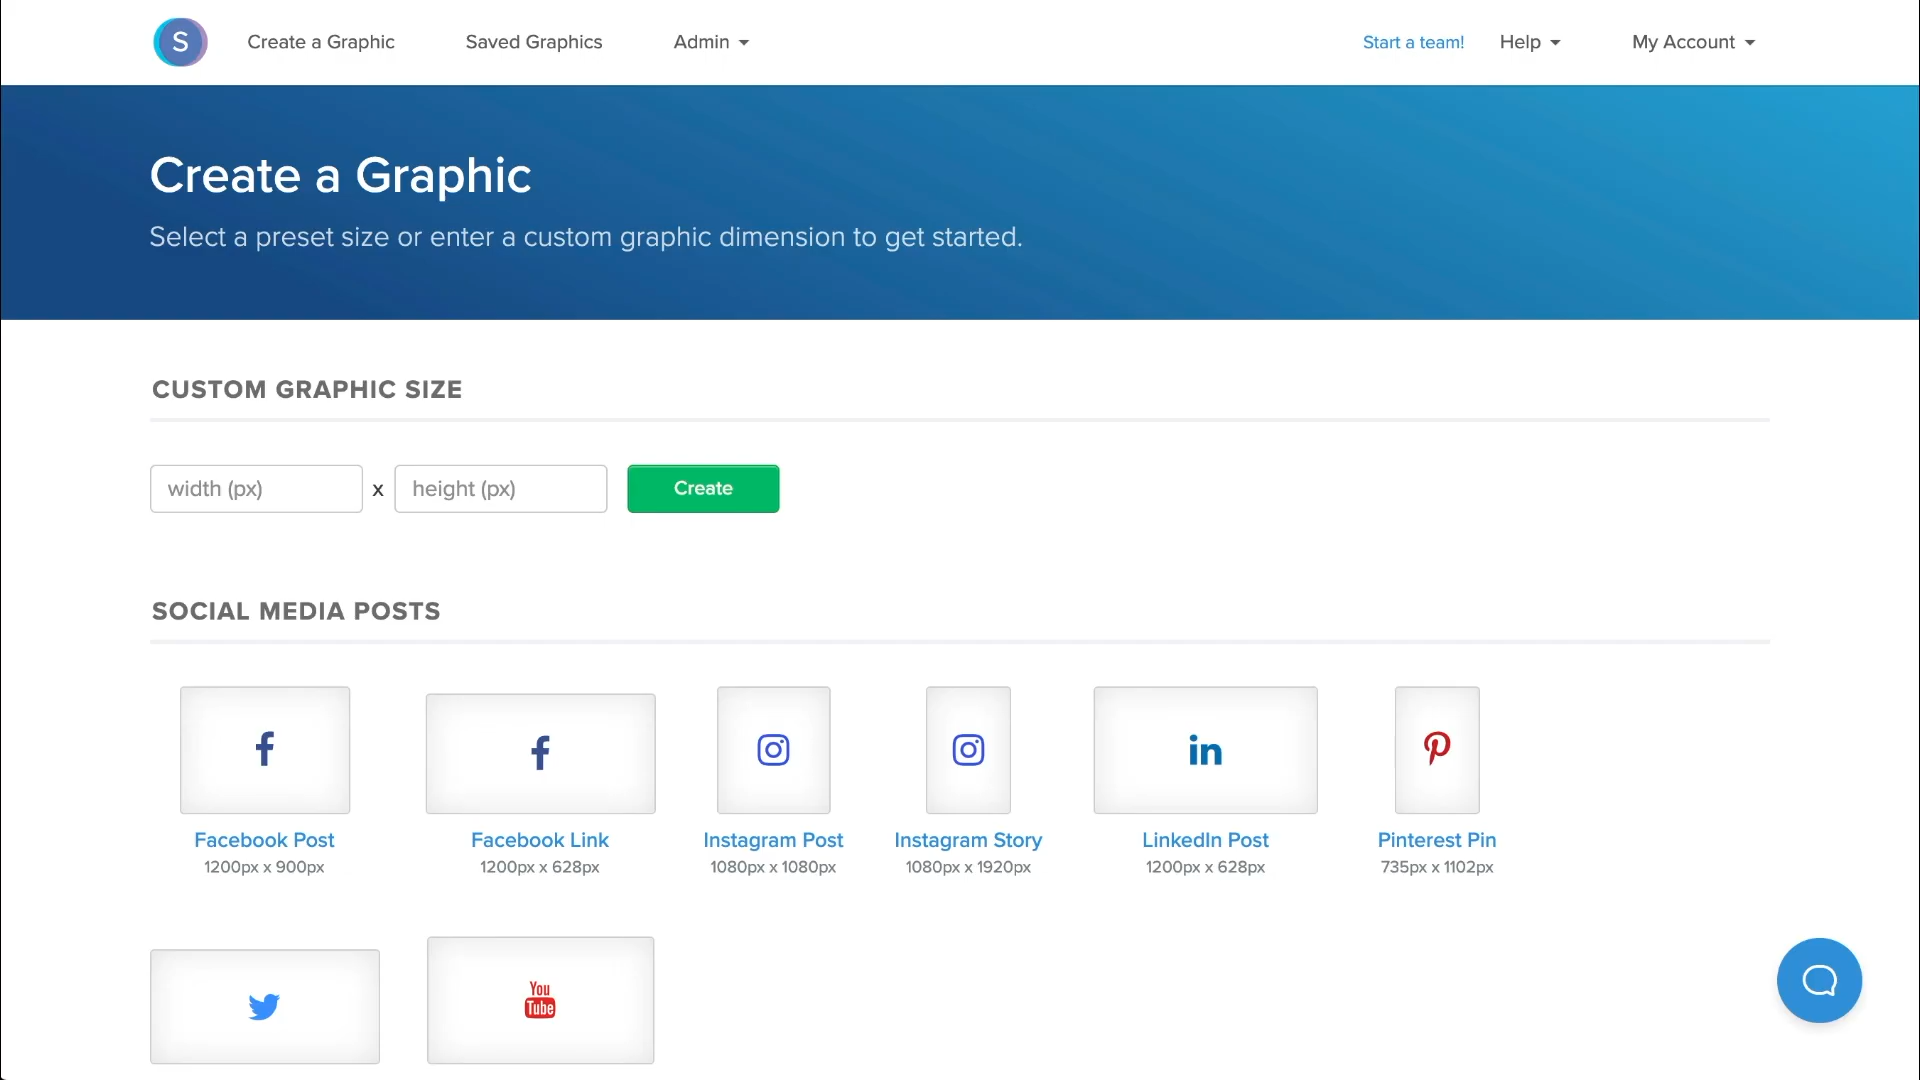 S Create a Graphic Saved Graphics Admin Start a team! Help My Account
Create a Graphic
Select a preset size or enter a custom graphic dimension to get started.
CUSTOM GRAPHIC SIZE
width (px) x height (px) Create
SOCIAL MEDIA POSTS
Facebook Post Facebook Link Instagram Post Instagram Story LinkedIn Post Pinterest Pin
1200px x 900px 1200px x 628px 1080px x 1080px 1080px x 1920px 1200px x 628px 735px x 1102px
You
Tube